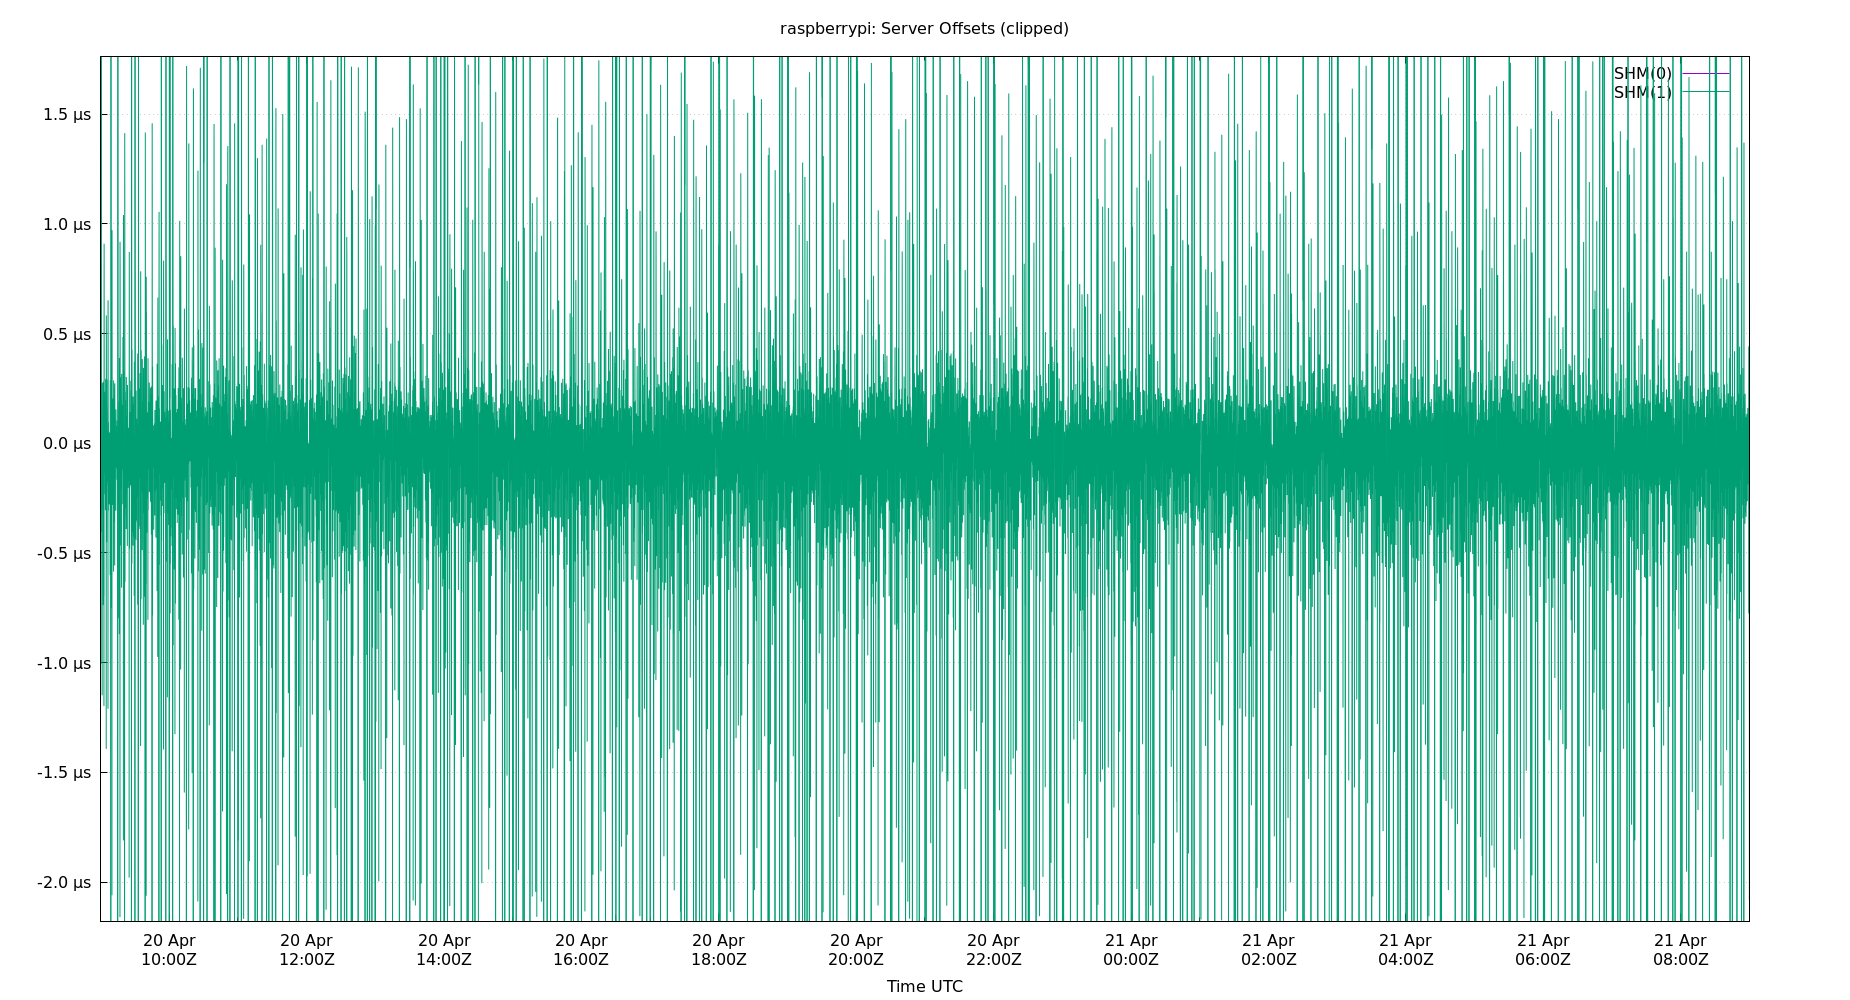 raspberrypi: Server Offsets (clipped)
SHM(0)
SHM(1)
1.5 µs
1.0 µs
0.5 µs
0.0 µs
-0.5 µs
-1.0 µs
-1.5 µs
-2.0 µs
20 Apr 20 Apr 20 Apr 20 Apr 20 Apr 20 Apr 20 Apr 21 Apr 21 Apr 21 Apr 21 Apr 21 Apr
10:00Z 12:00Z 14:00Z 16:00Z 18:00Z 20:00Z 22:00Z 00:00Z 02:00Z 04:00Z 06:00Z 08:00Z
Time UTC